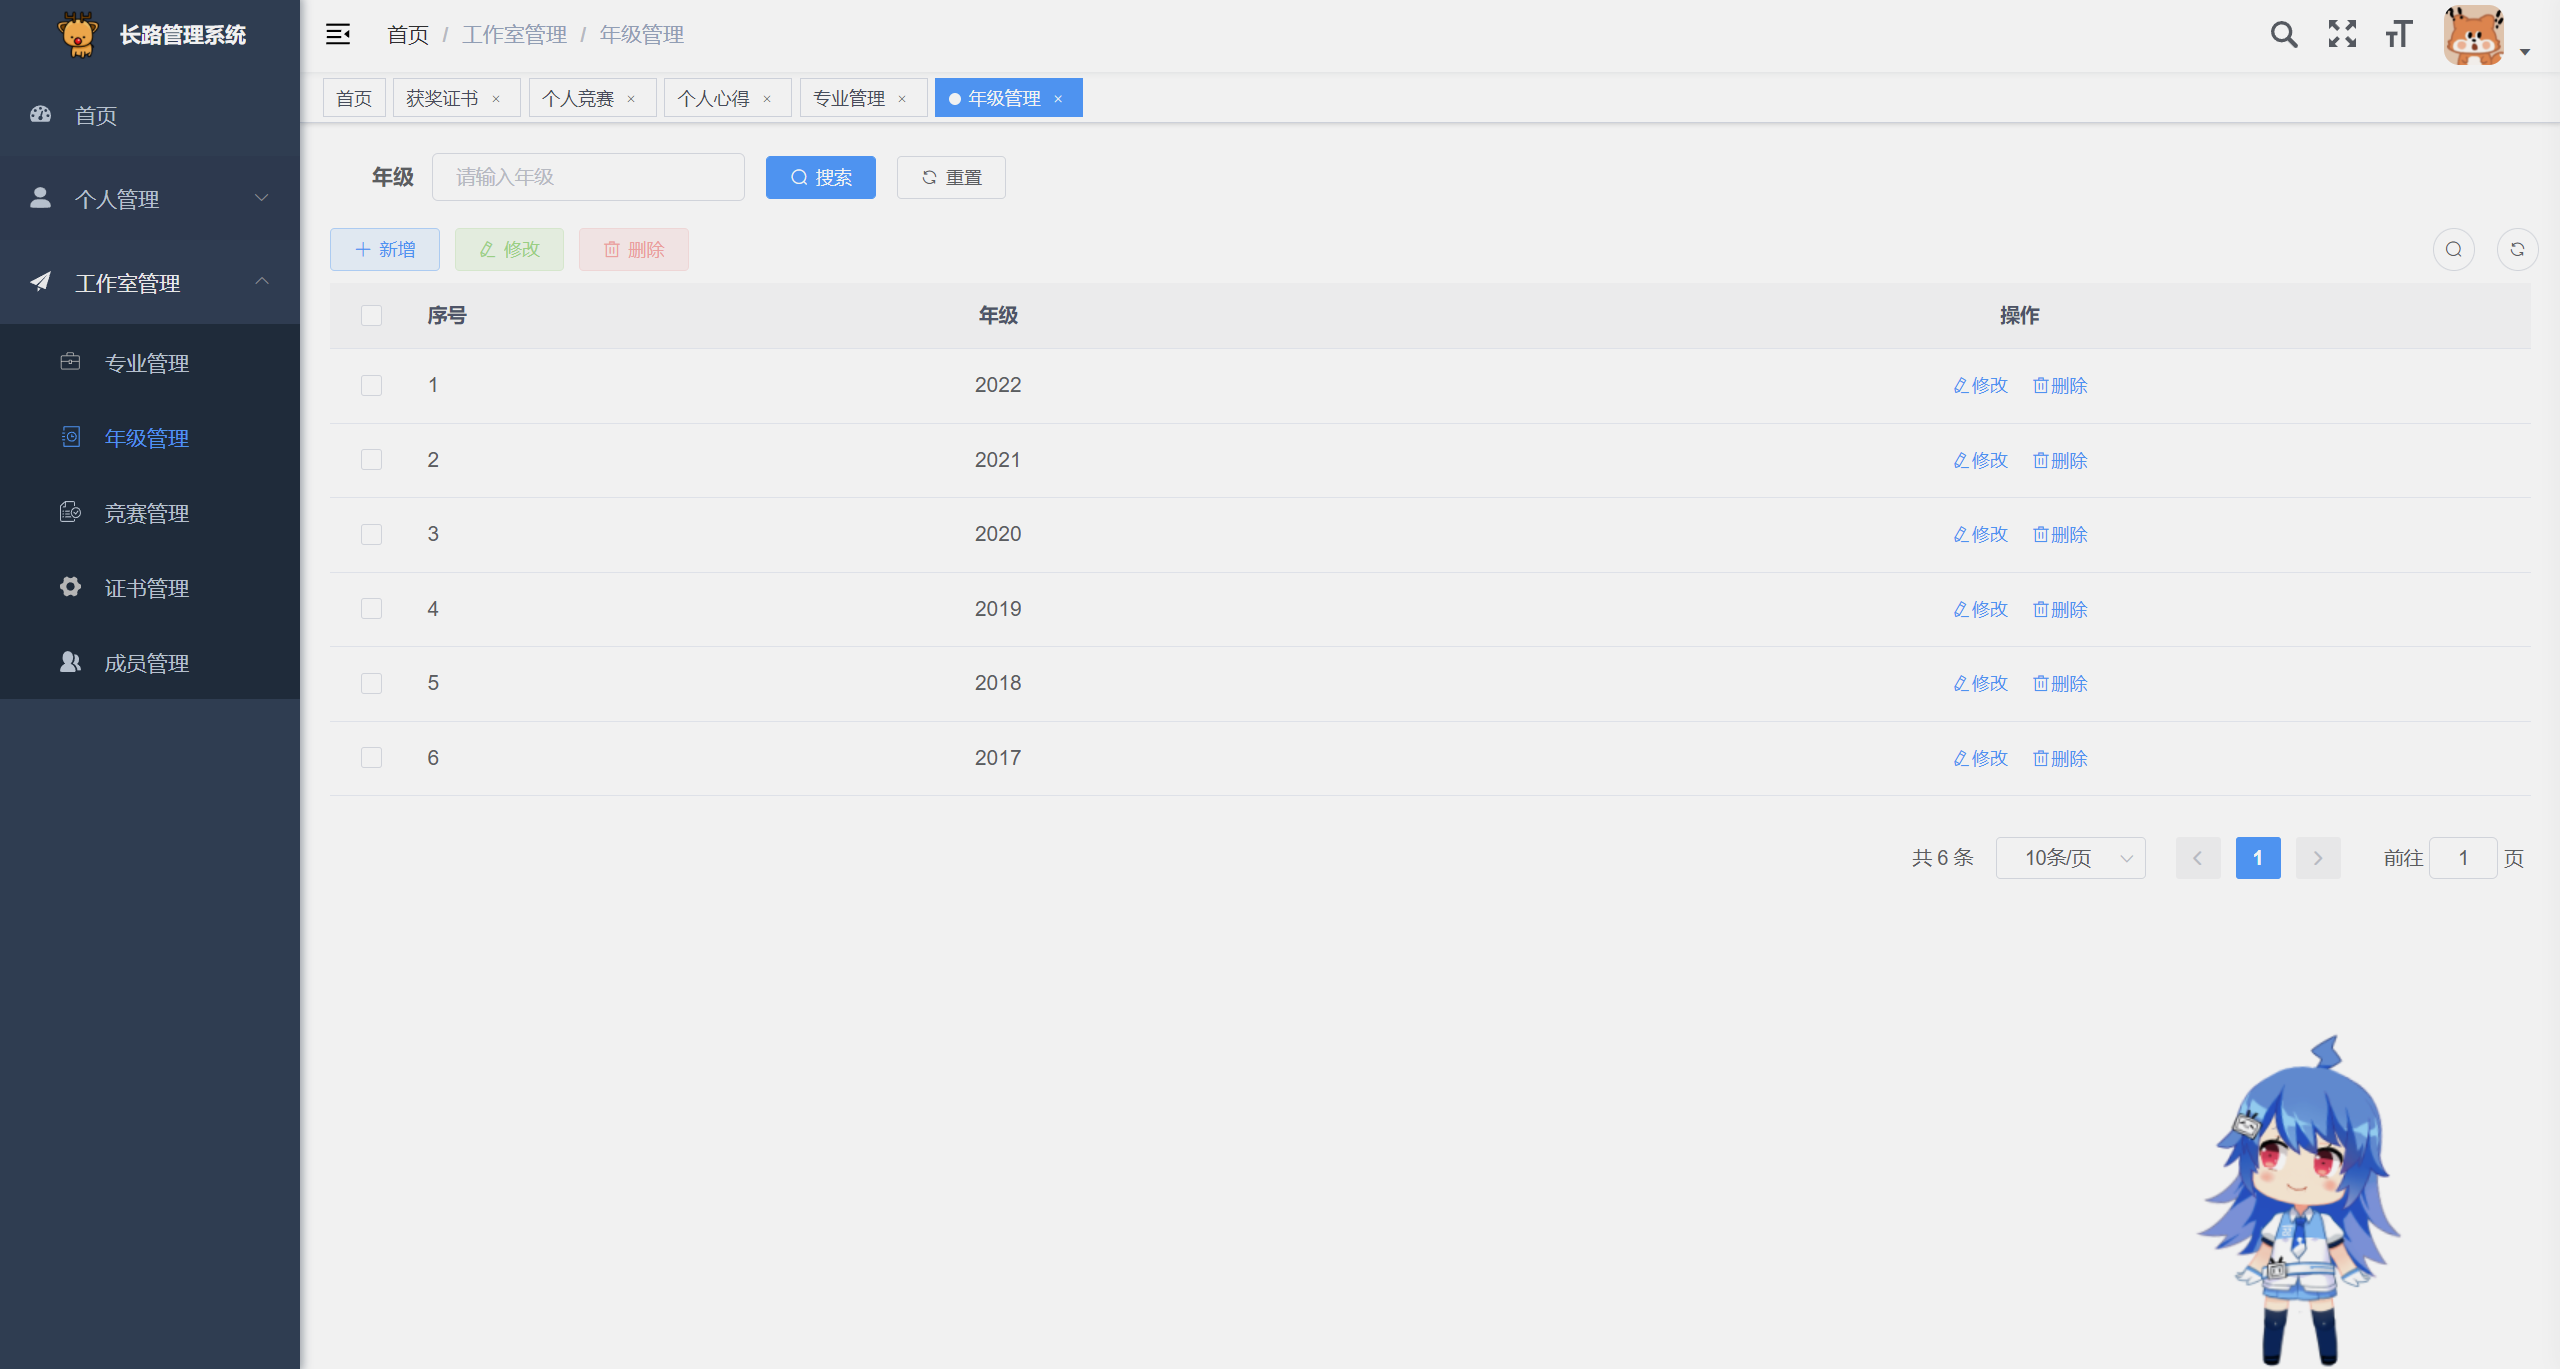 长路管理系统
首页
个人管理
工作室管理
专业管理
年级管理
竞赛管理
证书管理
成员管理
首页 / 工作室管理 / 年级管理
首页 获奖证书 × 个人竞赛 × 个人心得 × 专业管理 × 年级管理 ×
年级 请输入年级 搜索 重置
新增 修改 删除
序号 年级 操作
1 2022 修改 删除
2 2021 修改 删除
3 2020 修改 删除
4 2019 修改 删除
5 2018 修改 删除
6 2017 修改 删除
共 6 条 10条/页 1 前往 1 页